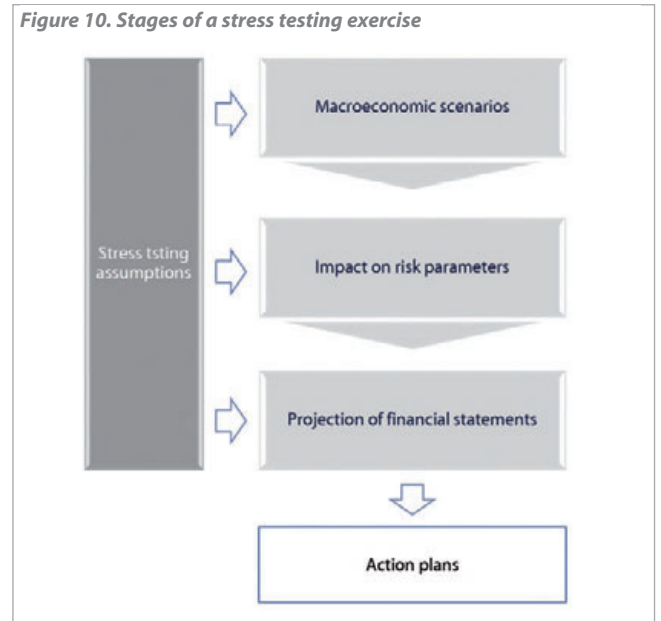 Figure 10. Stages of a stress testing exercise
Macroeconomic scenarios
Stress tsting
assumptions
Impact on risk parameters
Projection of financial statements
Action plans